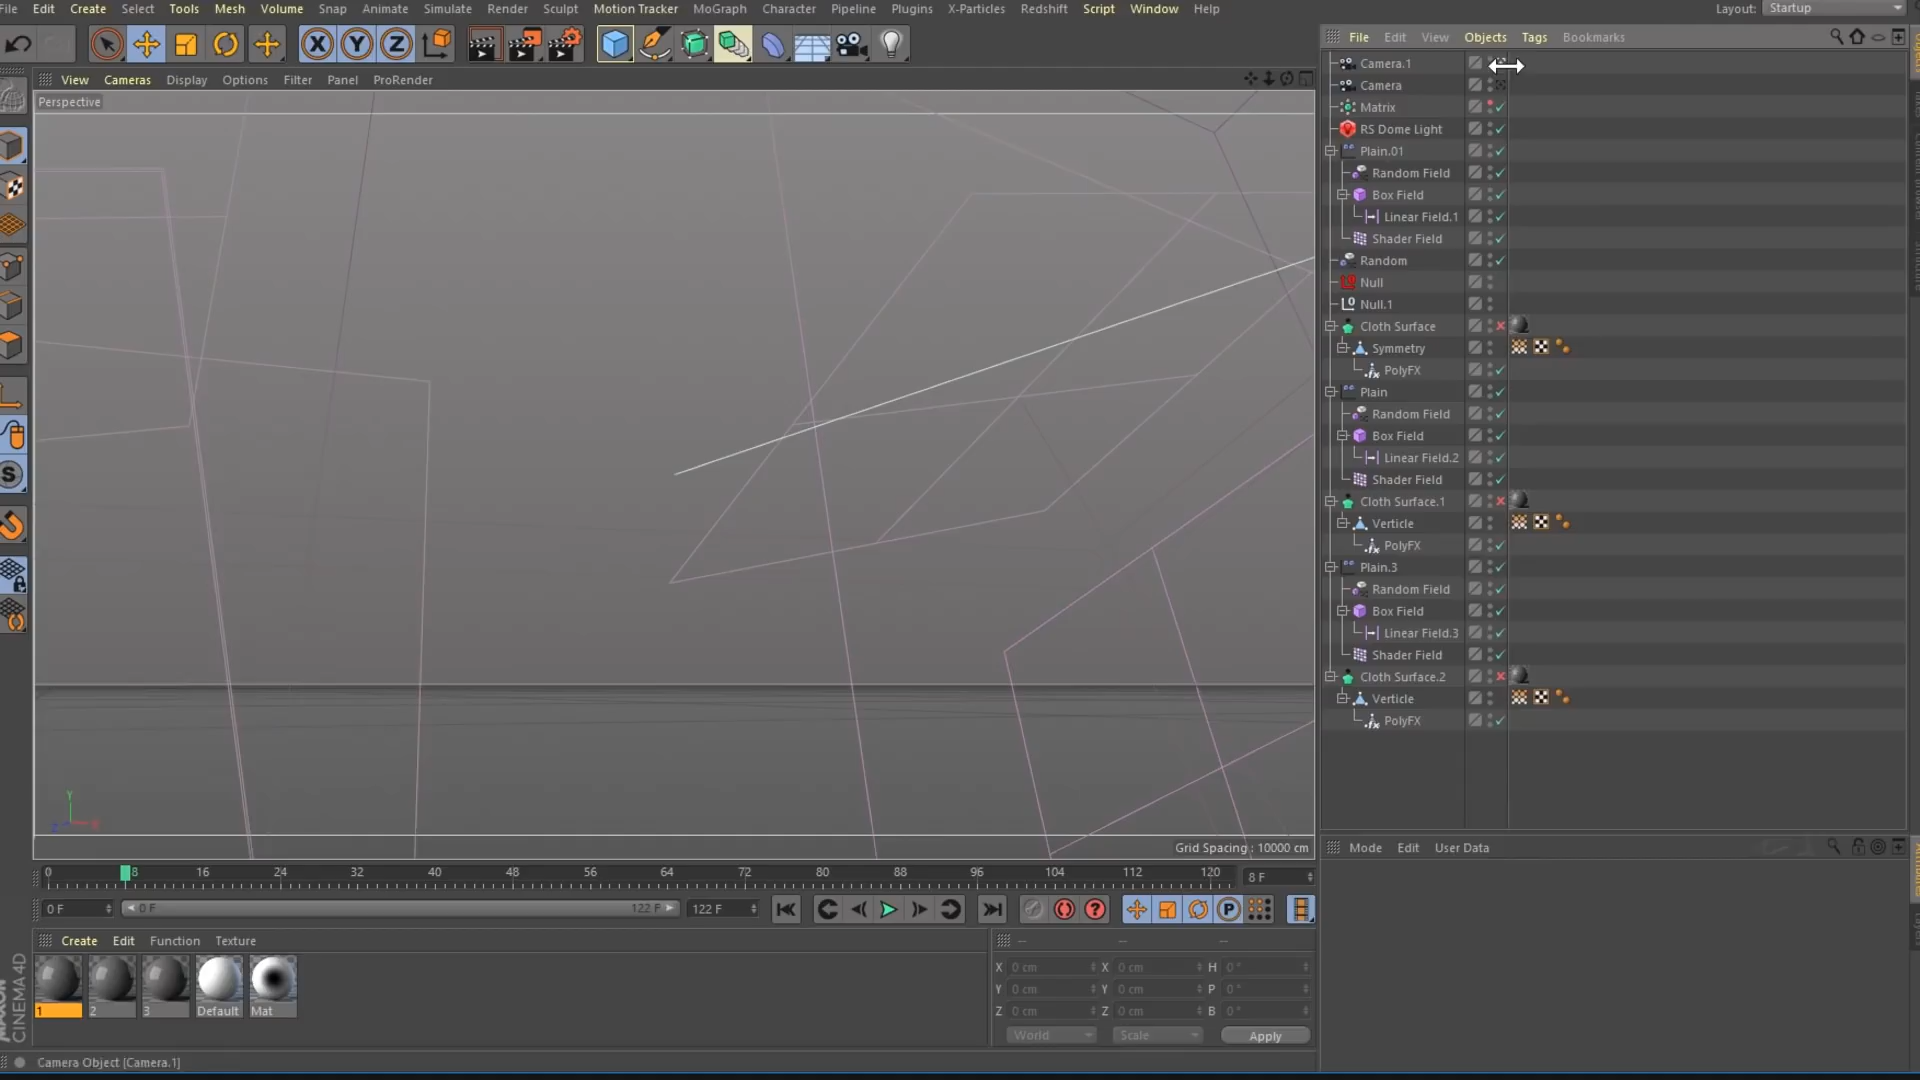 File Edit Create Select Tools Mesh Volume Snap Animate Simulate Render Sculpt Motion Tracker MoGraph Character Pipeline Plugins X-Particles Redshift Script Window Help Layout: Startup
File Edit View Objects Tags Bookmarks
View Cameras Display Options Filter Panel ProRender
Perspective
Camera.1
Camera
Matrix
RS Dome Light
Plain.01
Random Field
Box Field
Linear Field.1
Shader Field
Random
Null
Null.1
Cloth Surface
Symmetry
PolyFX
Plain
Random Field
Box Field
Linear Field.2
Shader Field
Cloth Surface.1
Verticle
PolyFX
Plain.3
Random Field
Box Field
Linear Field.3
Shader Field
Cloth Surface.2
Verticle
PolyFX
Y
Z X
Grid Spacing : 10000 cm
Mode Edit User Data
0 8 16 24 32 40 48 56 64 72 80 88 96 104 112 120 8 F
0 F 0 F 122 F 122 F
Create Edit Function Texture
-- -- --
X 0 cm X 0 cm H 0 °
Y 0 cm Y 0 cm P 0 °
Z 0 cm Z 0 cm B 0 °
1 2 3 Default Mat
World Scale Apply
MAXON
CINEMA 4D
Camera Object [Camera.1]